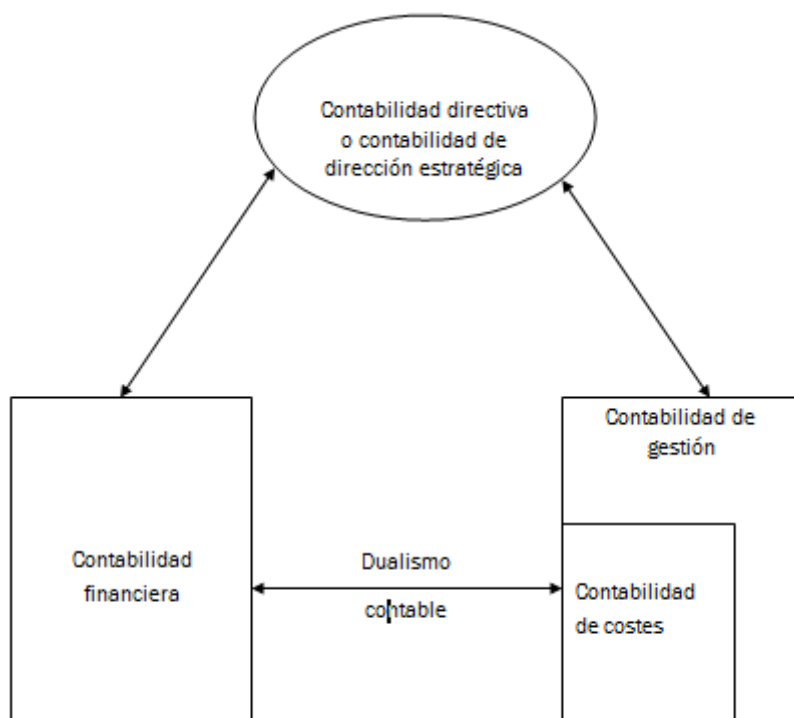 Contabilidad directiva
o contabilidad de
dirección estratégica
Contabilidad de
gestión
Contabilidad
financiera
Dualismo
contable
Contabilidad
de costes